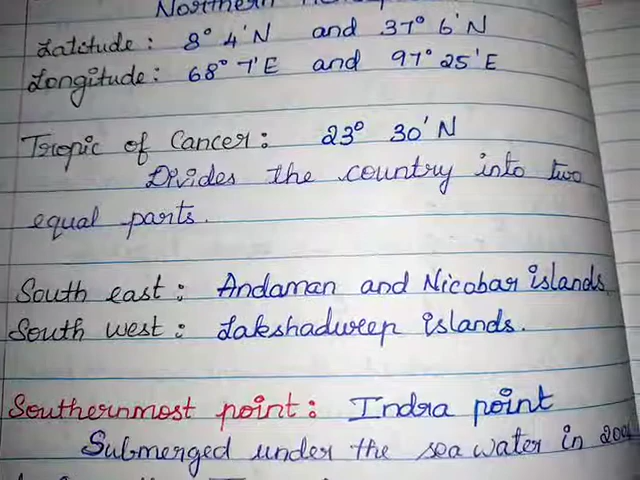 Northern
Latitude: 8° 4'N and 37° 6'N
Longitude: 68° 7'E and 97° 25'E
Tropic of Cancer: 23° 30'N
Divides the country into two
equal parts.
South east: Andaman and Nicobar islands
South west: Lakshadweep islands.
Southernmost point: Indra point
Submerged under the sea water in 2004